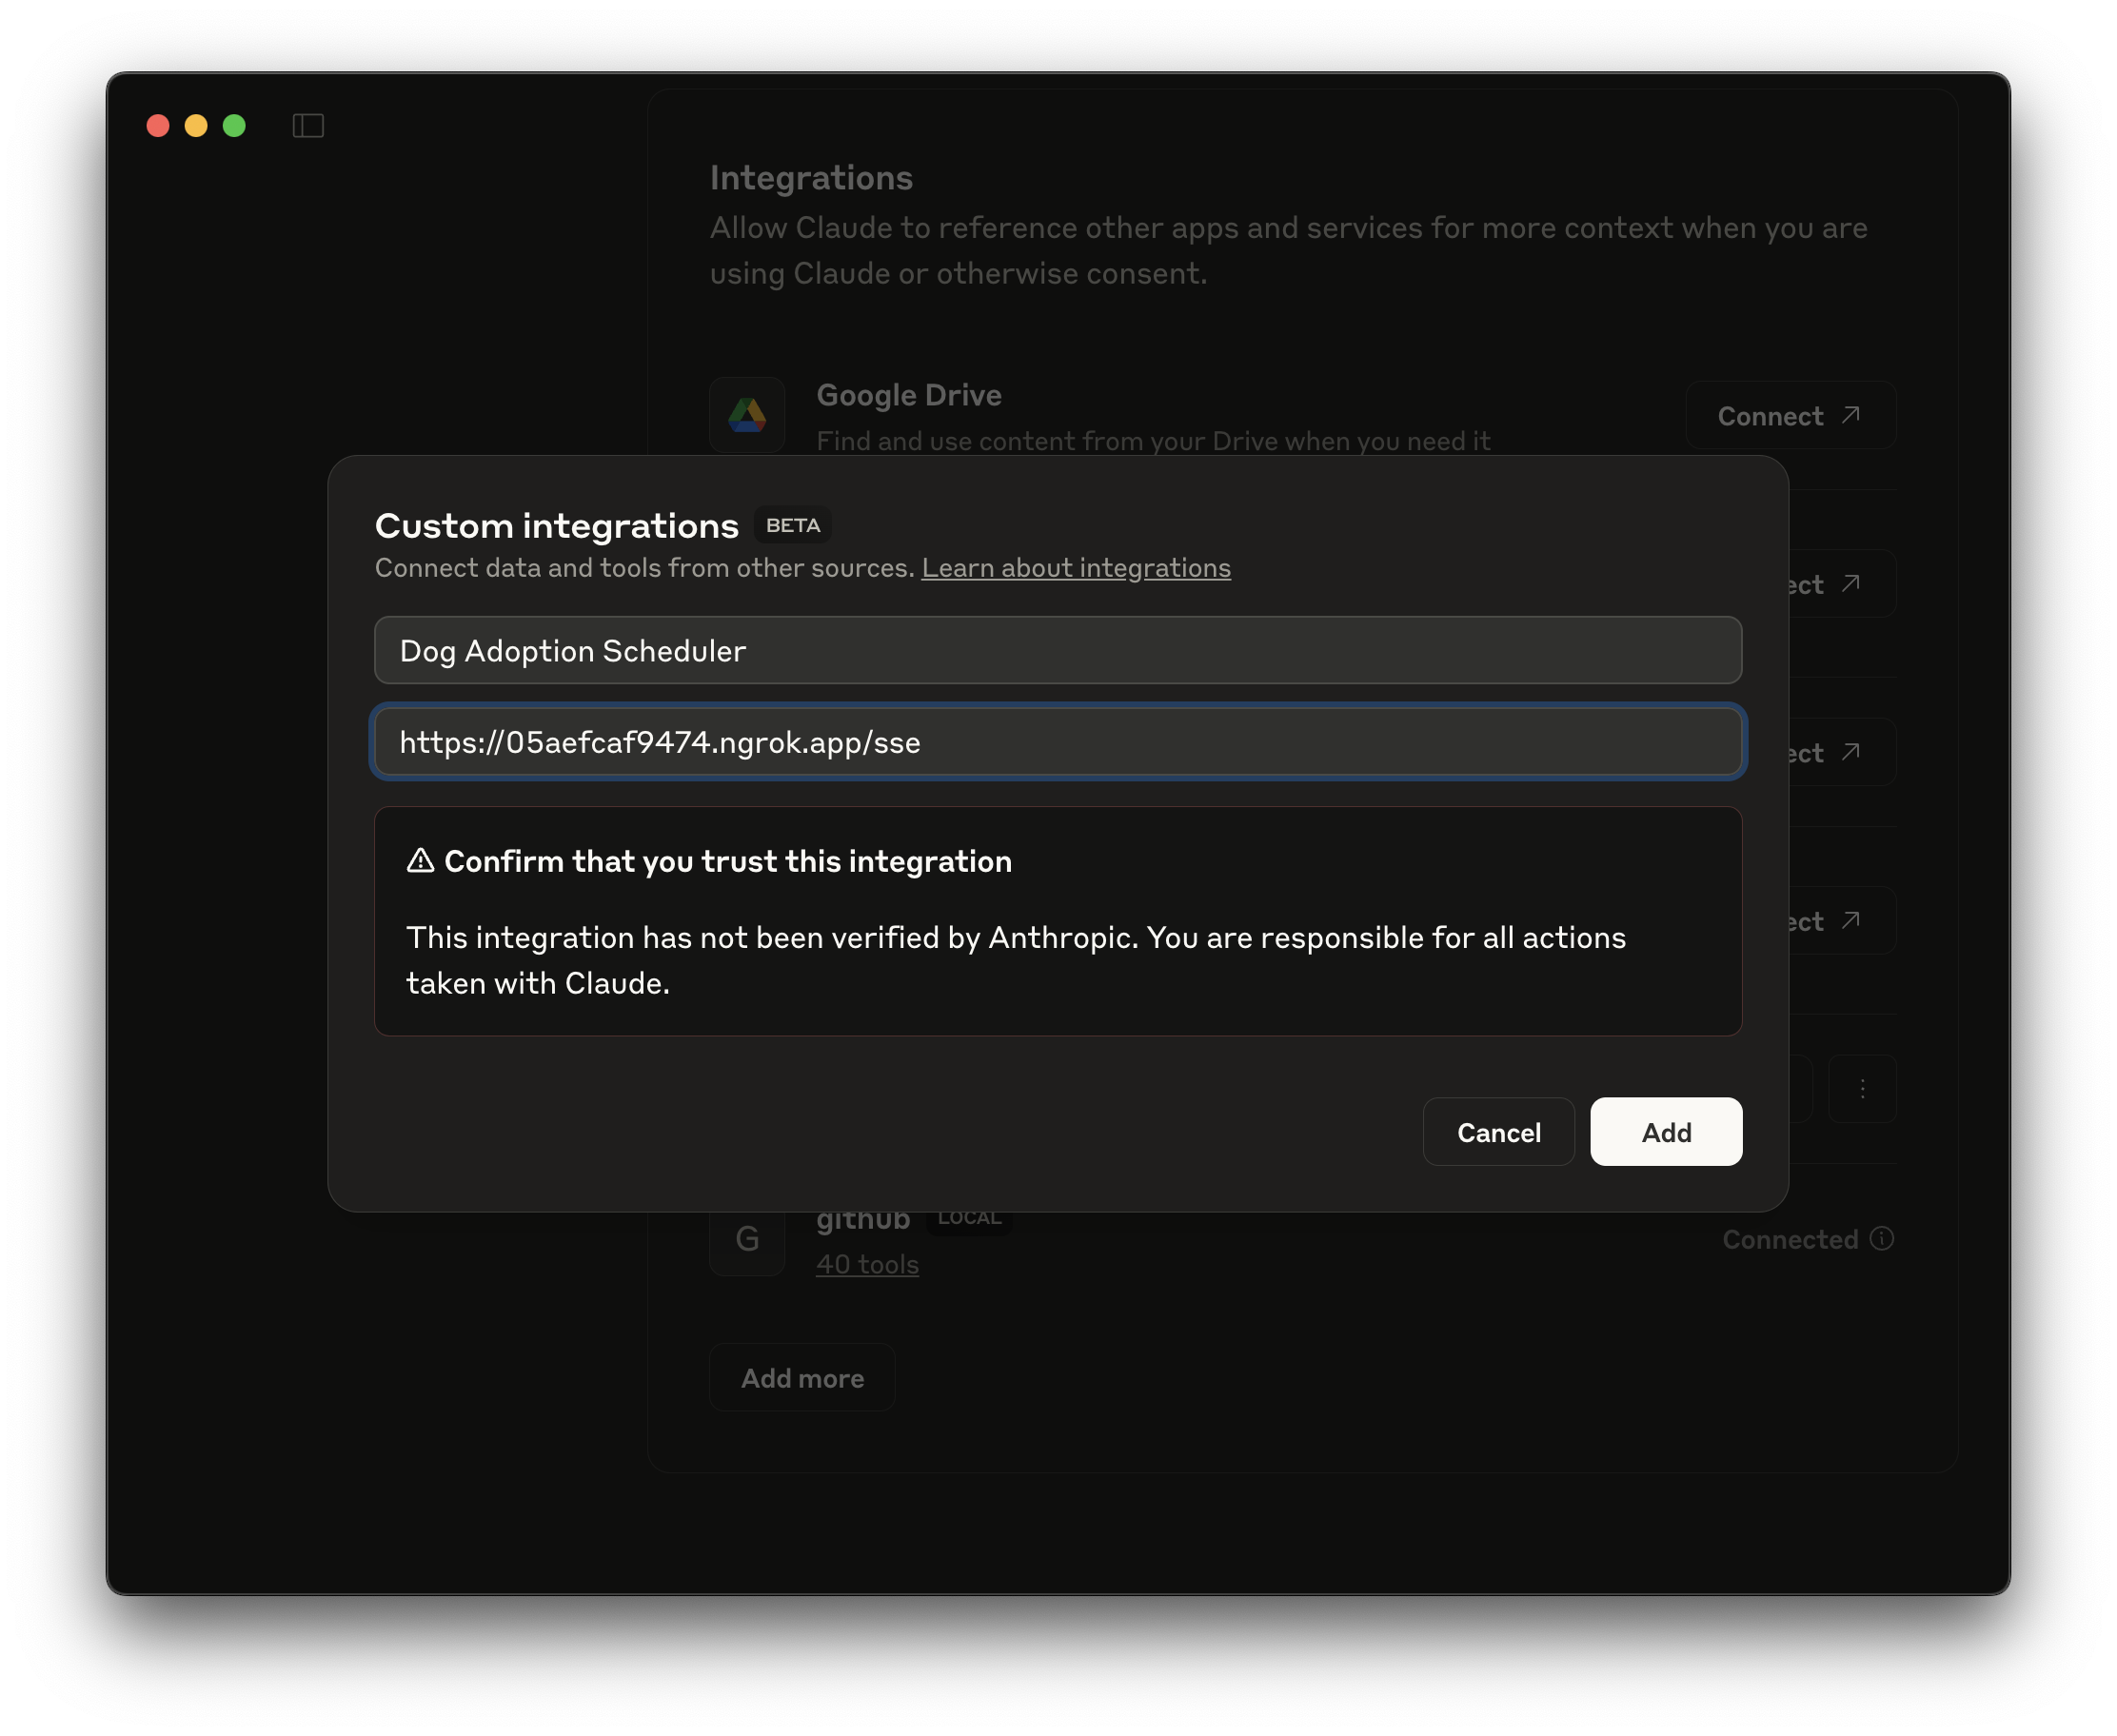 Integrations
Allow Claude to reference other apps and services for more context when you are
using Claude or otherwise consent.
Google Drive
Find and use content from your Drive when you need it
Connect
Custom integrations BETA
Connect data and tools from other sources. Learn about integrations
Dog Adoption Scheduler
https://05aefcaf9474.ngrok.app/sse
Confirm that you trust this integration
This integration has not been verified by Anthropic. You are responsible for all actions
taken with Claude.
Cancel
Add
G
github LOCAL
40 tools
Connected
Add more